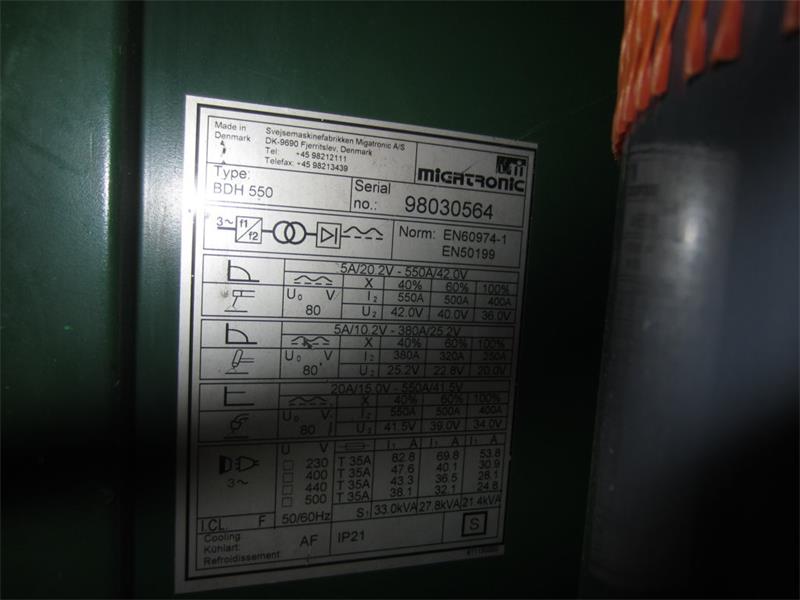 Made in Denmark
Svejsemaskinefabrikken Migatronic A/S
DK-9690 Fjerritslev, Denmark
Tel: +45 98212111
Telefax: +45 98213439
MIGATRONIC
Type:
BDH 550
Serial no.: 98030564
3~ f1 f2
Norm: EN60974-1
EN50199
5A/20.2V - 550A/42.0V
X 40% 60% 100%
U0 V I2 550A 500A 400A
80 U2 42.0V 40.0V 36.0V
5A/10.2V - 380A/25.2V
X 40% 60% 100%
U0 V I2 380A 320A 250A
80 U2 25.2V 22.8V 20.0V
20A/15.0V - 550A/41.5V
X 40% 60% 100%
U0 V I2 550A 500A 400A
80 U2 41.5V 39.0V 34.0V
U V I1 A I1 A I1 A
3~
230 T 35A 82.8 69.8 53.8
400 T 35A 47.6 40.1 30.9
440 T 35A 43.3 36.5 28.1
500 T 35A 38.1 32.1 24.8
I.CL. F 50/60Hz S1 33.0kVA 27.8kVA 21.4kVA
Cooling
Kühlart: AF IP21 S
Refroidissement: